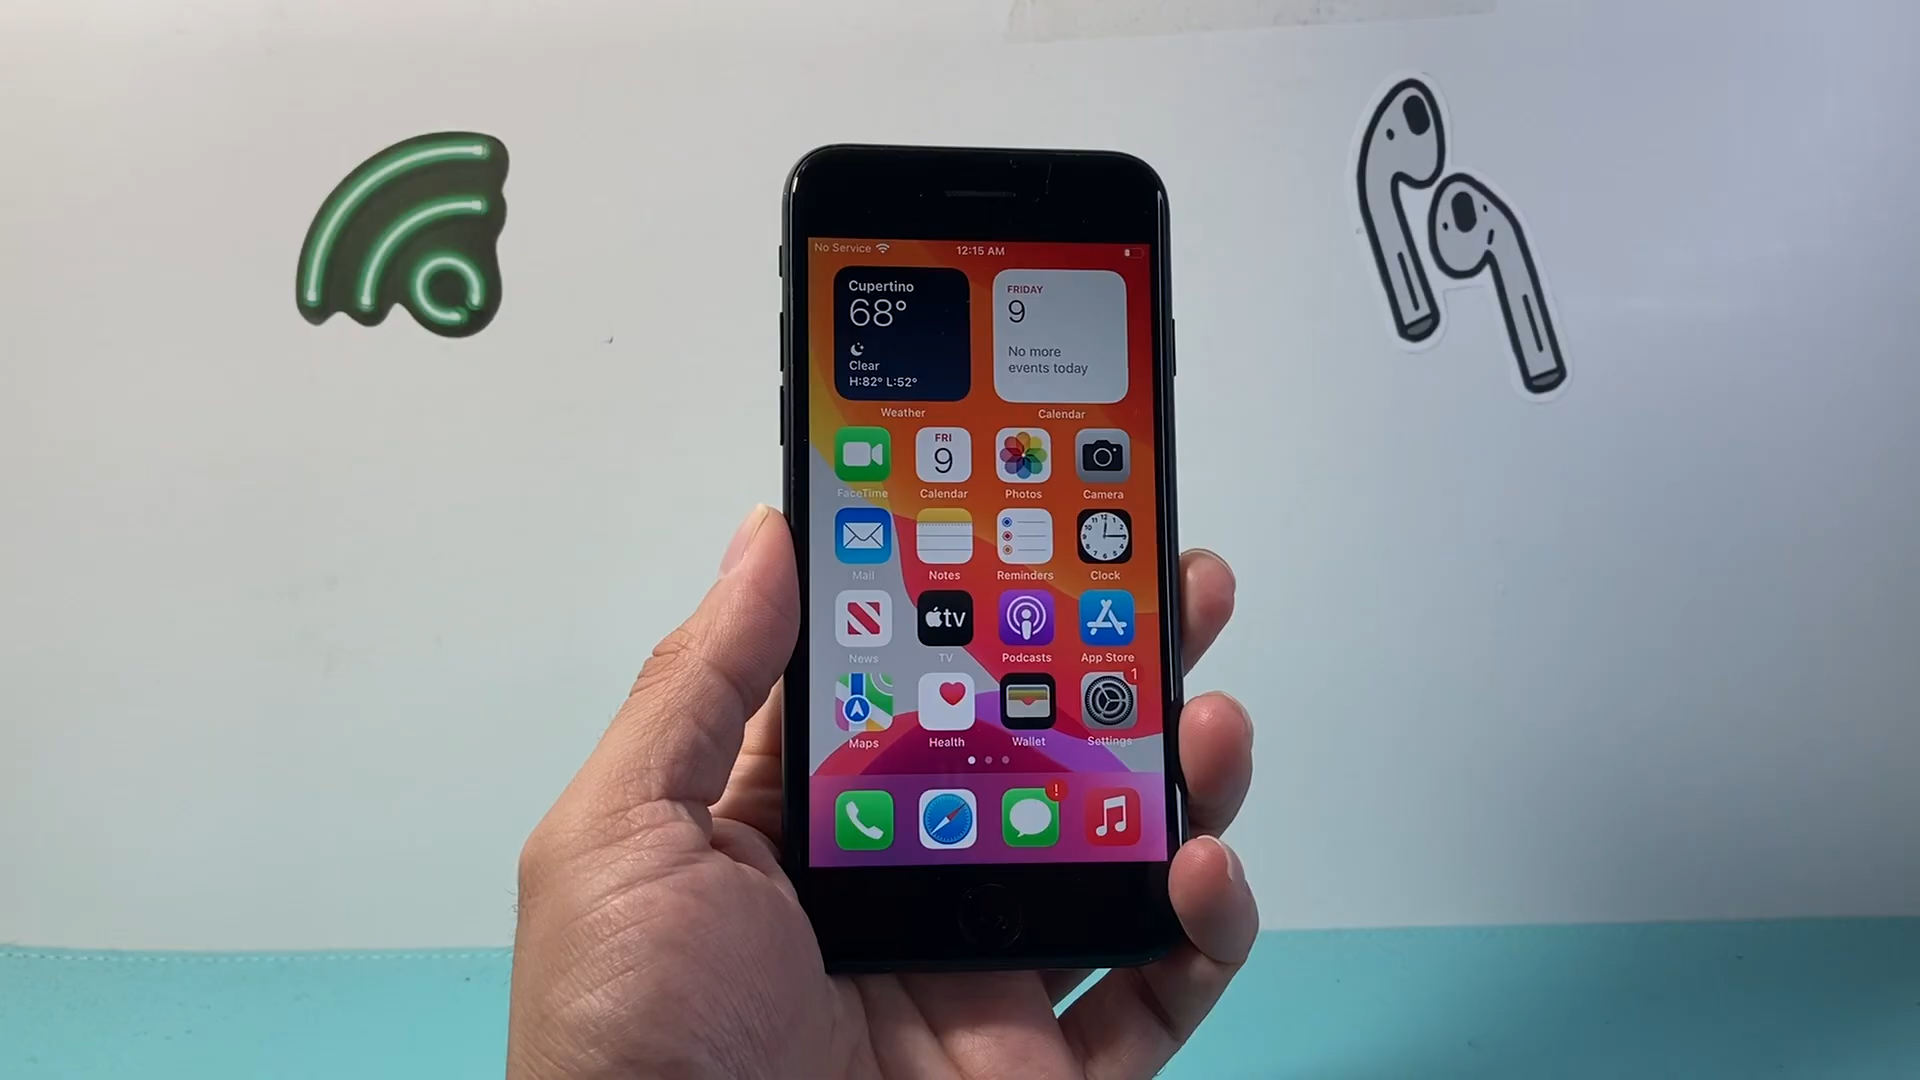 No Service
12:15 AM
Cupertino
68°
Clear
H:82° L:52°
Weather
FRIDAY
9
No more
events today
Calendar
FaceTime
FRI
9
Calendar
Photos
Camera
Mail
Notes
Reminders
12
Clock
News
tv
TV
Podcasts
App Store
Maps
Health
Wallet
1
Settings
!